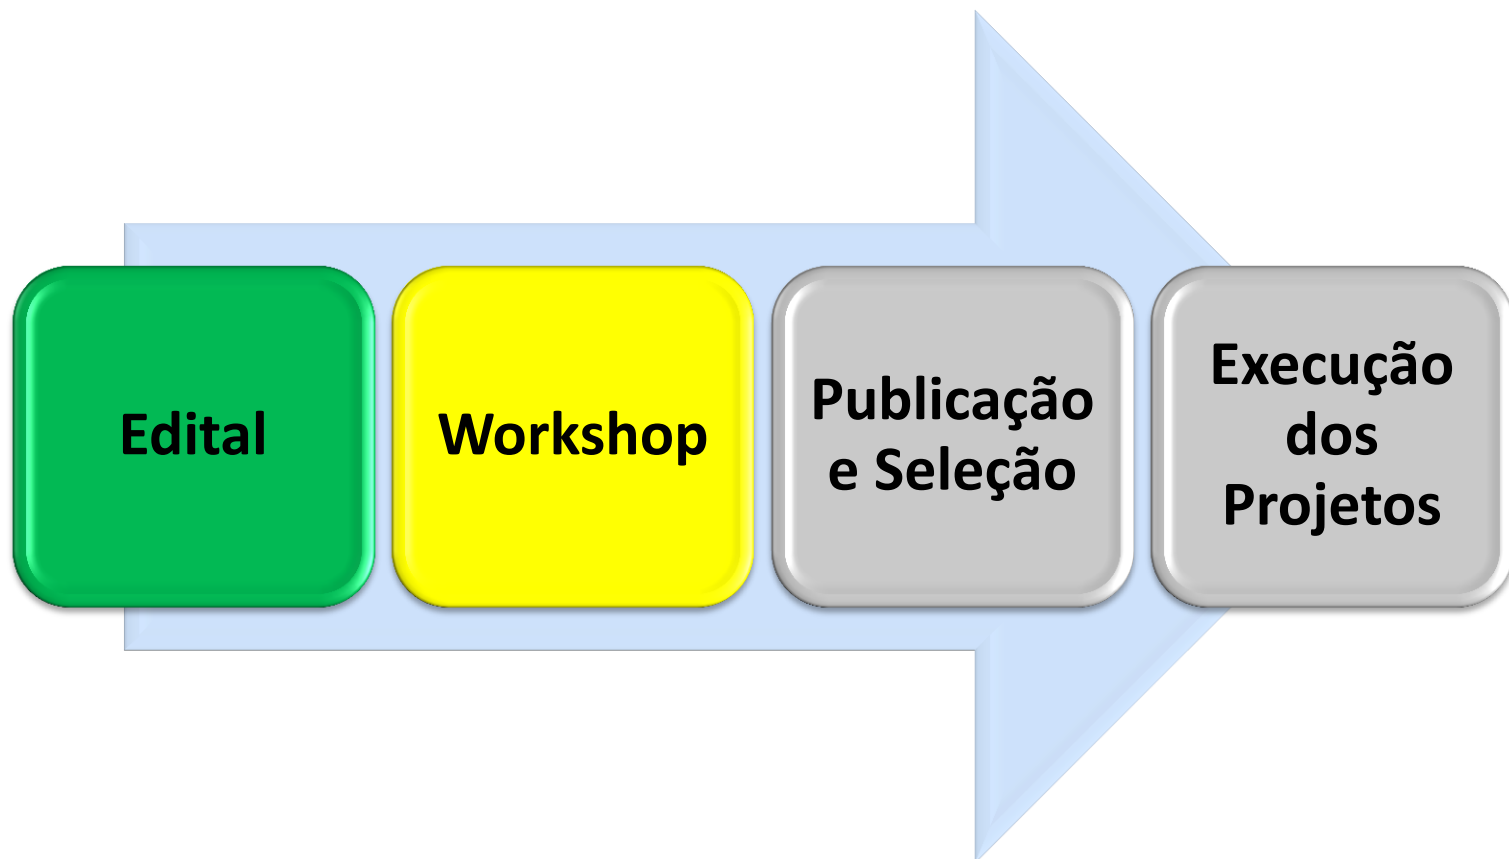 Edital
Workshop
Publicação
e Seleção
Execução
dos
Projetos